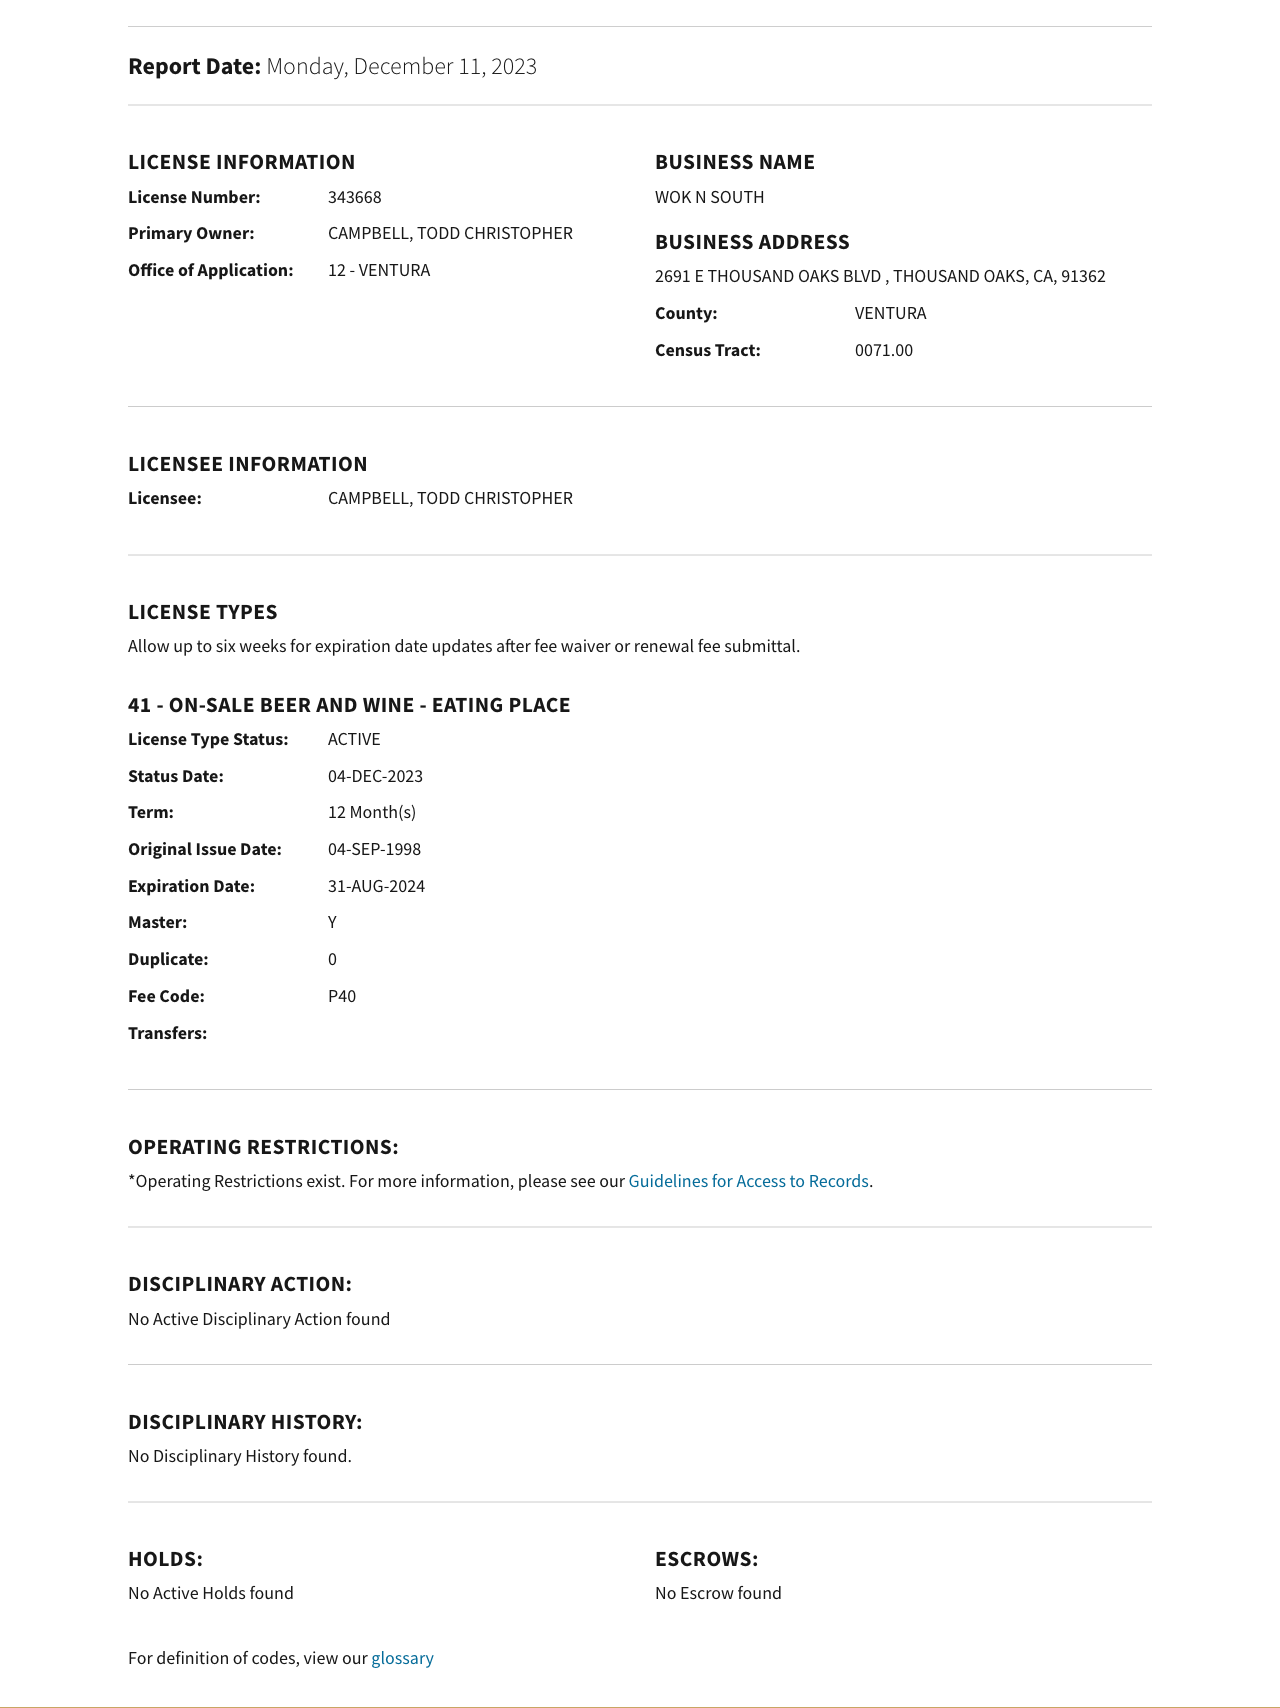 Report Date: Monday, December 11, 2023
LICENSE INFORMATION
License Number: 343668
Primary Owner: CAMPBELL, TODD CHRISTOPHER
Office of Application: 12 - VENTURA
BUSINESS NAME
WOK N SOUTH
BUSINESS ADDRESS
2691 E THOUSAND OAKS BLVD , THOUSAND OAKS, CA, 91362
County: VENTURA
Census Tract: 0071.00
LICENSEE INFORMATION
Licensee: CAMPBELL, TODD CHRISTOPHER
LICENSE TYPES
Allow up to six weeks for expiration date updates after fee waiver or renewal fee submittal.
41 - ON-SALE BEER AND WINE - EATING PLACE
License Type Status: ACTIVE
Status Date: 04-DEC-2023
Term: 12 Month(s)
Original Issue Date: 04-SEP-1998
Expiration Date: 31-AUG-2024
Master: Y
Duplicate: 0
Fee Code: P40
Transfers:
OPERATING RESTRICTIONS:
*Operating Restrictions exist. For more information, please see our Guidelines for Access to Records.
DISCIPLINARY ACTION:
No Active Disciplinary Action found
DISCIPLINARY HISTORY:
No Disciplinary History found.
HOLDS:
No Active Holds found
ESCROWS:
No Escrow found
For definition of codes, view our glossary